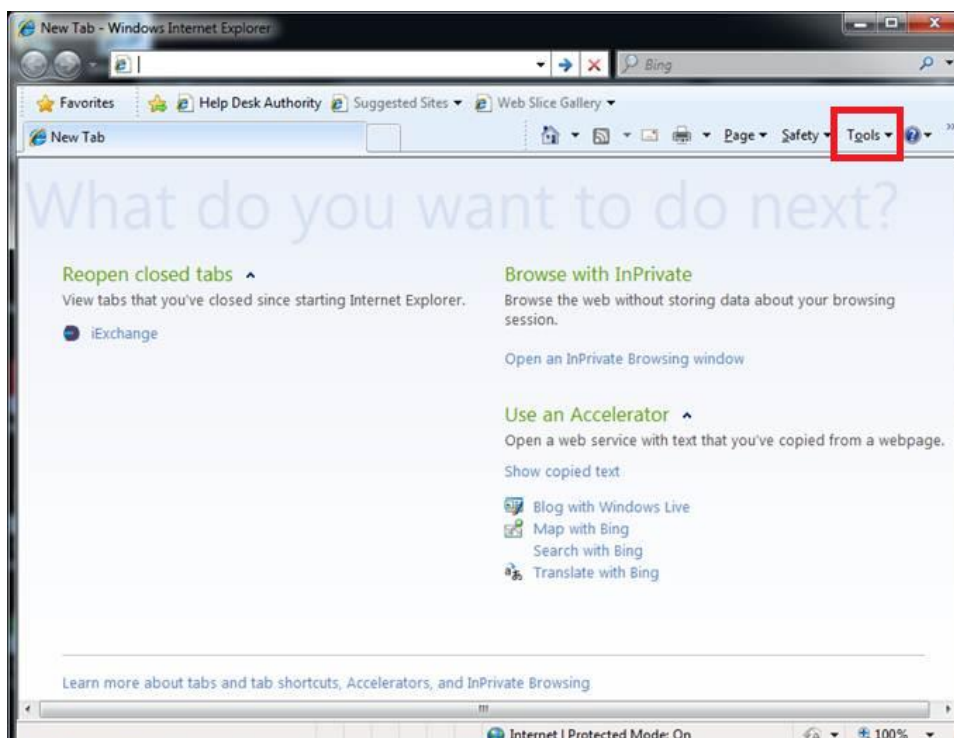 New Tab - Windows Internet Explorer
Bing
Favorites Help Desk Authority Suggested Sites Web Slice Gallery
New Tab Page Safety Tools
What do you want to do next?
Reopen closed tabs
View tabs that you've closed since starting Internet Explorer.
iExchange
Browse with InPrivate
Browse the web without storing data about your browsing
session.
Open an InPrivate Browsing window
Use an Accelerator
Open a web service with text that you've copied from a webpage.
Show copied text
Blog with Windows Live
Map with Bing
Search with Bing
Translate with Bing
Learn more about tabs and tab shortcuts, Accelerators, and InPrivate Browsing
Internet | Protected Mode: On 100%